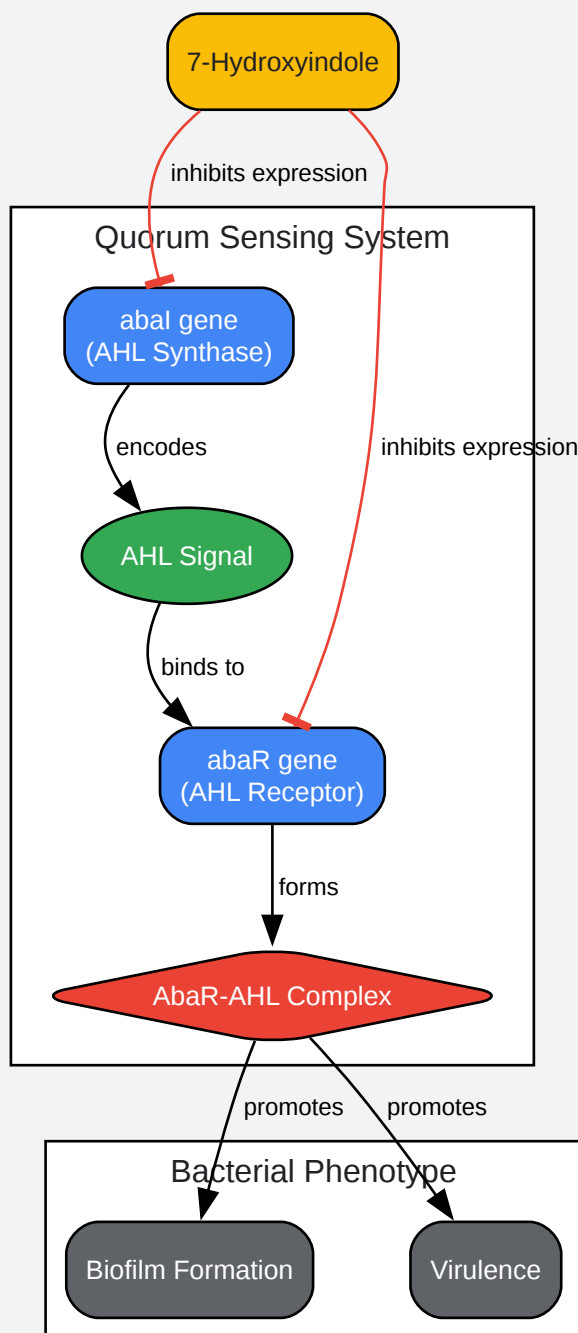 7-Hydroxyindole
inhibits expression
Quorum Sensing System
abaI gene
(AHL Synthase)
encodes
inhibits expression
AHL Signal
binds to
abaR gene
(AHL Receptor)
forms
AbaR-AHL Complex
promotes
promotes
Bacterial Phenotype
Biofilm Formation
Virulence